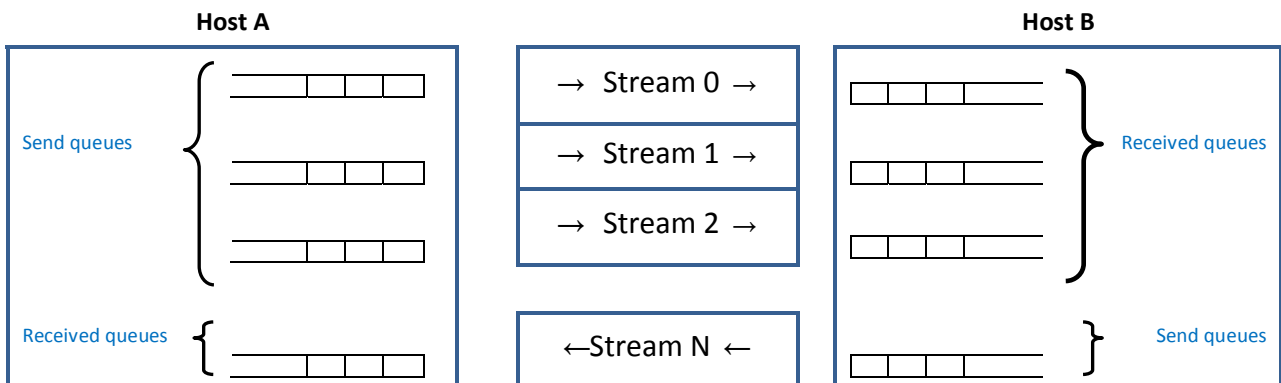 Host A
Host B
→ Stream 0 →
Send queues
→ Stream 1 →
Received queues
→ Stream 2 →
Received queues
←Stream N ←
Send queues